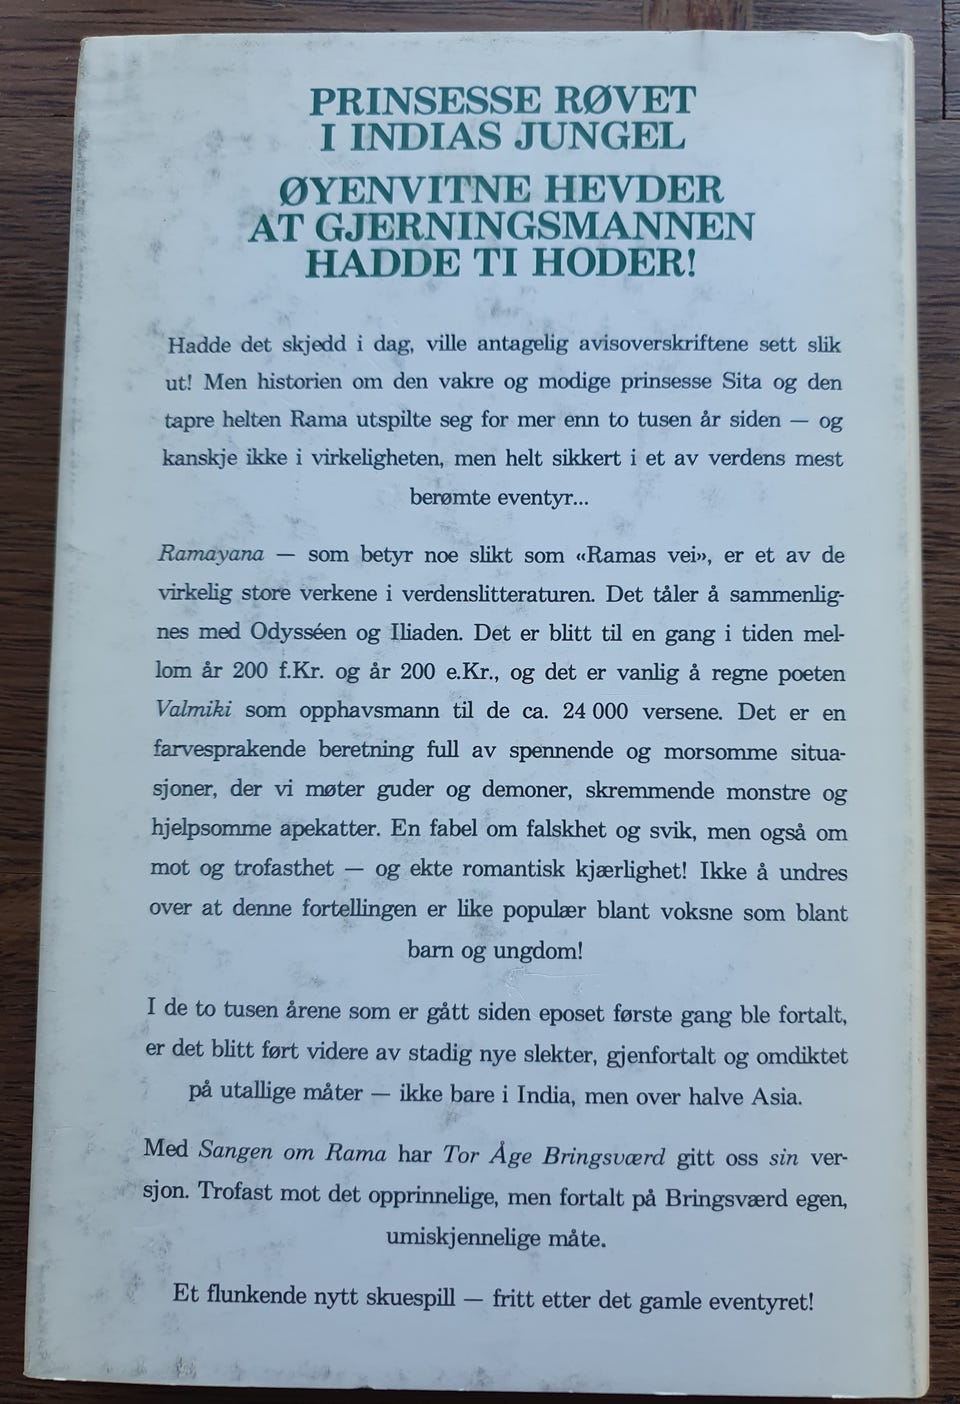 PRINSESSE RØVET
I INDIAS JUNGEL
ØYENVITNE HEVDER
AT GJERNINGSMANNEN
HADDE TI HODER!
Hadde det skjedd i dag, ville antagelig avisoverskriftene sett slik
ut! Men historien om den vakre og modige prinsesse Sita og den
tapre helten Rama utspilte seg for mer enn to tusen år siden — og
kanskje ikke i virkeligheten, men helt sikkert i et av verdens mest
berømte eventyr...
Ramayana — som betyr noe slikt som «Ramas vei», er et av de
virkelig store verkene i verdenslitteraturen. Det tåler å sammenlig-
nes med Odysséen og Iliaden. Det er blitt til en gang i tiden mel-
lom år 200 f.Kr. og år 200 e.Kr., og det er vanlig å regne poeten
Valmiki som opphavsmann til de ca. 24 000 versene. Det er en
farvesprakende beretning full av spennende og morsomme situa-
sjoner, der vi møter guder og demoner, skremmende monstre og
hjelpsomme apekatter. En fabel om falskhet og svik, men også om
mot og trofasthet — og ekte romantisk kjærlighet! Ikke å undres
over at denne fortellingen er like populær blant voksne som blant
barn og ungdom!
I de to tusen årene som er gått siden eposet første gang ble fortalt,
er det blitt ført videre av stadig nye slekter, gjenfortalt og omdiktet
på utallige måter — ikke bare i India, men over halve Asia.
Med Sangen om Rama har Tor Åge Bringsværd gitt oss sin ver-
sjon. Trofast mot det opprinnelige, men fortalt på Bringsværd egen,
umiskjennelige måte.
Et flunkende nytt skuespill — fritt etter det gamle eventyret!